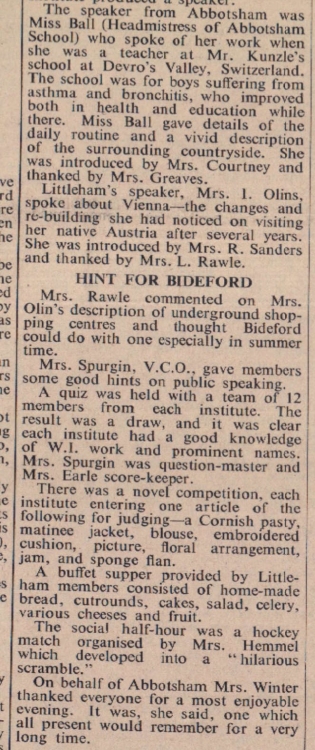 produced a speaker.
The speaker from Abbotsham was
Miss Ball (Headmistress of Abbotsham
School) who spoke of her work when
she was a teacher at Mr. Kunzle's
school at Devro's Valley, Switzerland.
The school was for boys suffering from
asthma and bronchitis, who improved
both in health and education while
there. Miss Ball gave details of the
daily routine and a vivid description
of the surrounding countryside. She
was introduced by Mrs. Courtney and
thanked by Mrs. Greaves.
Littleham's speaker, Mrs. I. Olins,
spoke about Vienna—the changes and
re-building she had noticed on visiting
her native Austria after several years.
She was introduced by Mrs. R. Sanders
and thanked by Mrs. L. Rawle.
HINT FOR BIDEFORD
Mrs. Rawle commented on Mrs.
Olin's description of underground shop-
ping centres and thought Bideford
could do with one especially in summer
time.
Mrs. Spurgin, V.C.O., gave members
some good hints on public speaking.
A quiz was held with a team of 12
members from each institute. The
result was a draw, and it was clear
each institute had a good knowledge
of W.I. work and prominent names.
Mrs. Spurgin was question-master and
Mrs. Earle score-keeper.
There was a novel competition, each
institute entering one article of the
following for judging—a Cornish pasty,
matinee jacket, blouse, embroidered
cushion, picture, floral arrangement,
jam, and sponge flan.
A buffet supper provided by Little-
ham members consisted of home-made
bread, cutrounds, cakes, salad, celery,
various cheeses and fruit.
The social half-hour was a hockey
match organised by Mrs. Hemmel
which developed into a "hilarious
scramble."
On behalf of Abbotsham Mrs. Winter
thanked everyone for a most enjoyable
evening. It was, she said, one which
all present would remember for a very
long time.